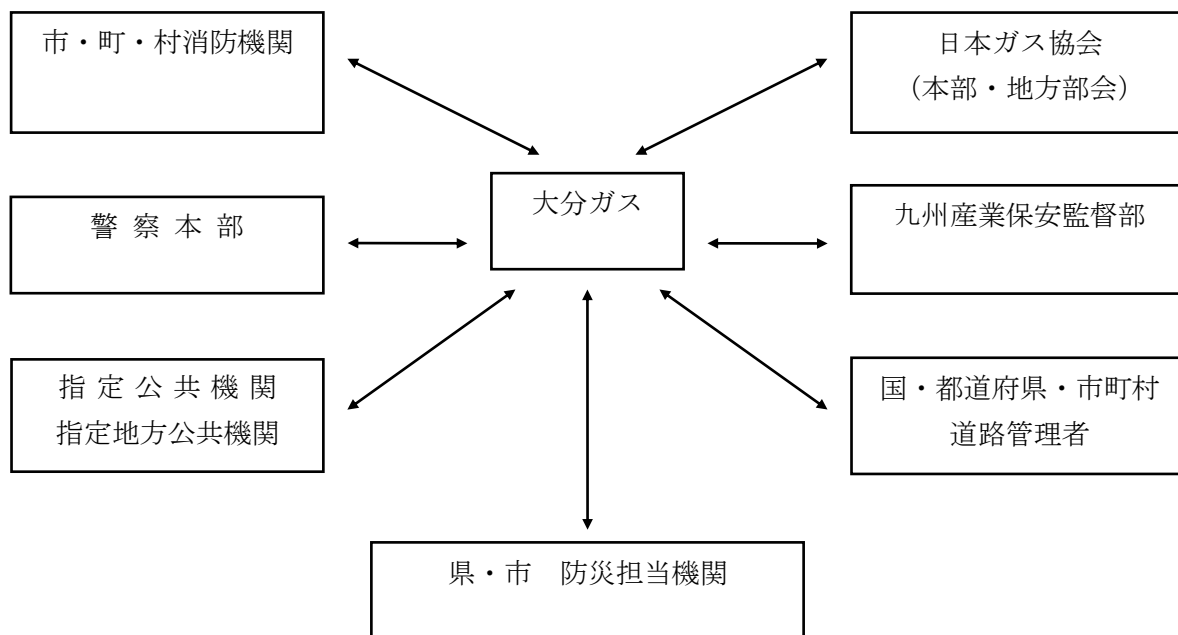 市・町・村消防機関
日本ガス協会
（本部・地方部会）
大分ガス
警 察 本 部
九州産業保安監督部
指 定 公 共 機 関
指定地方公共機関
国・都道府県・市町村
道路管理者
県・市　防災担当機関